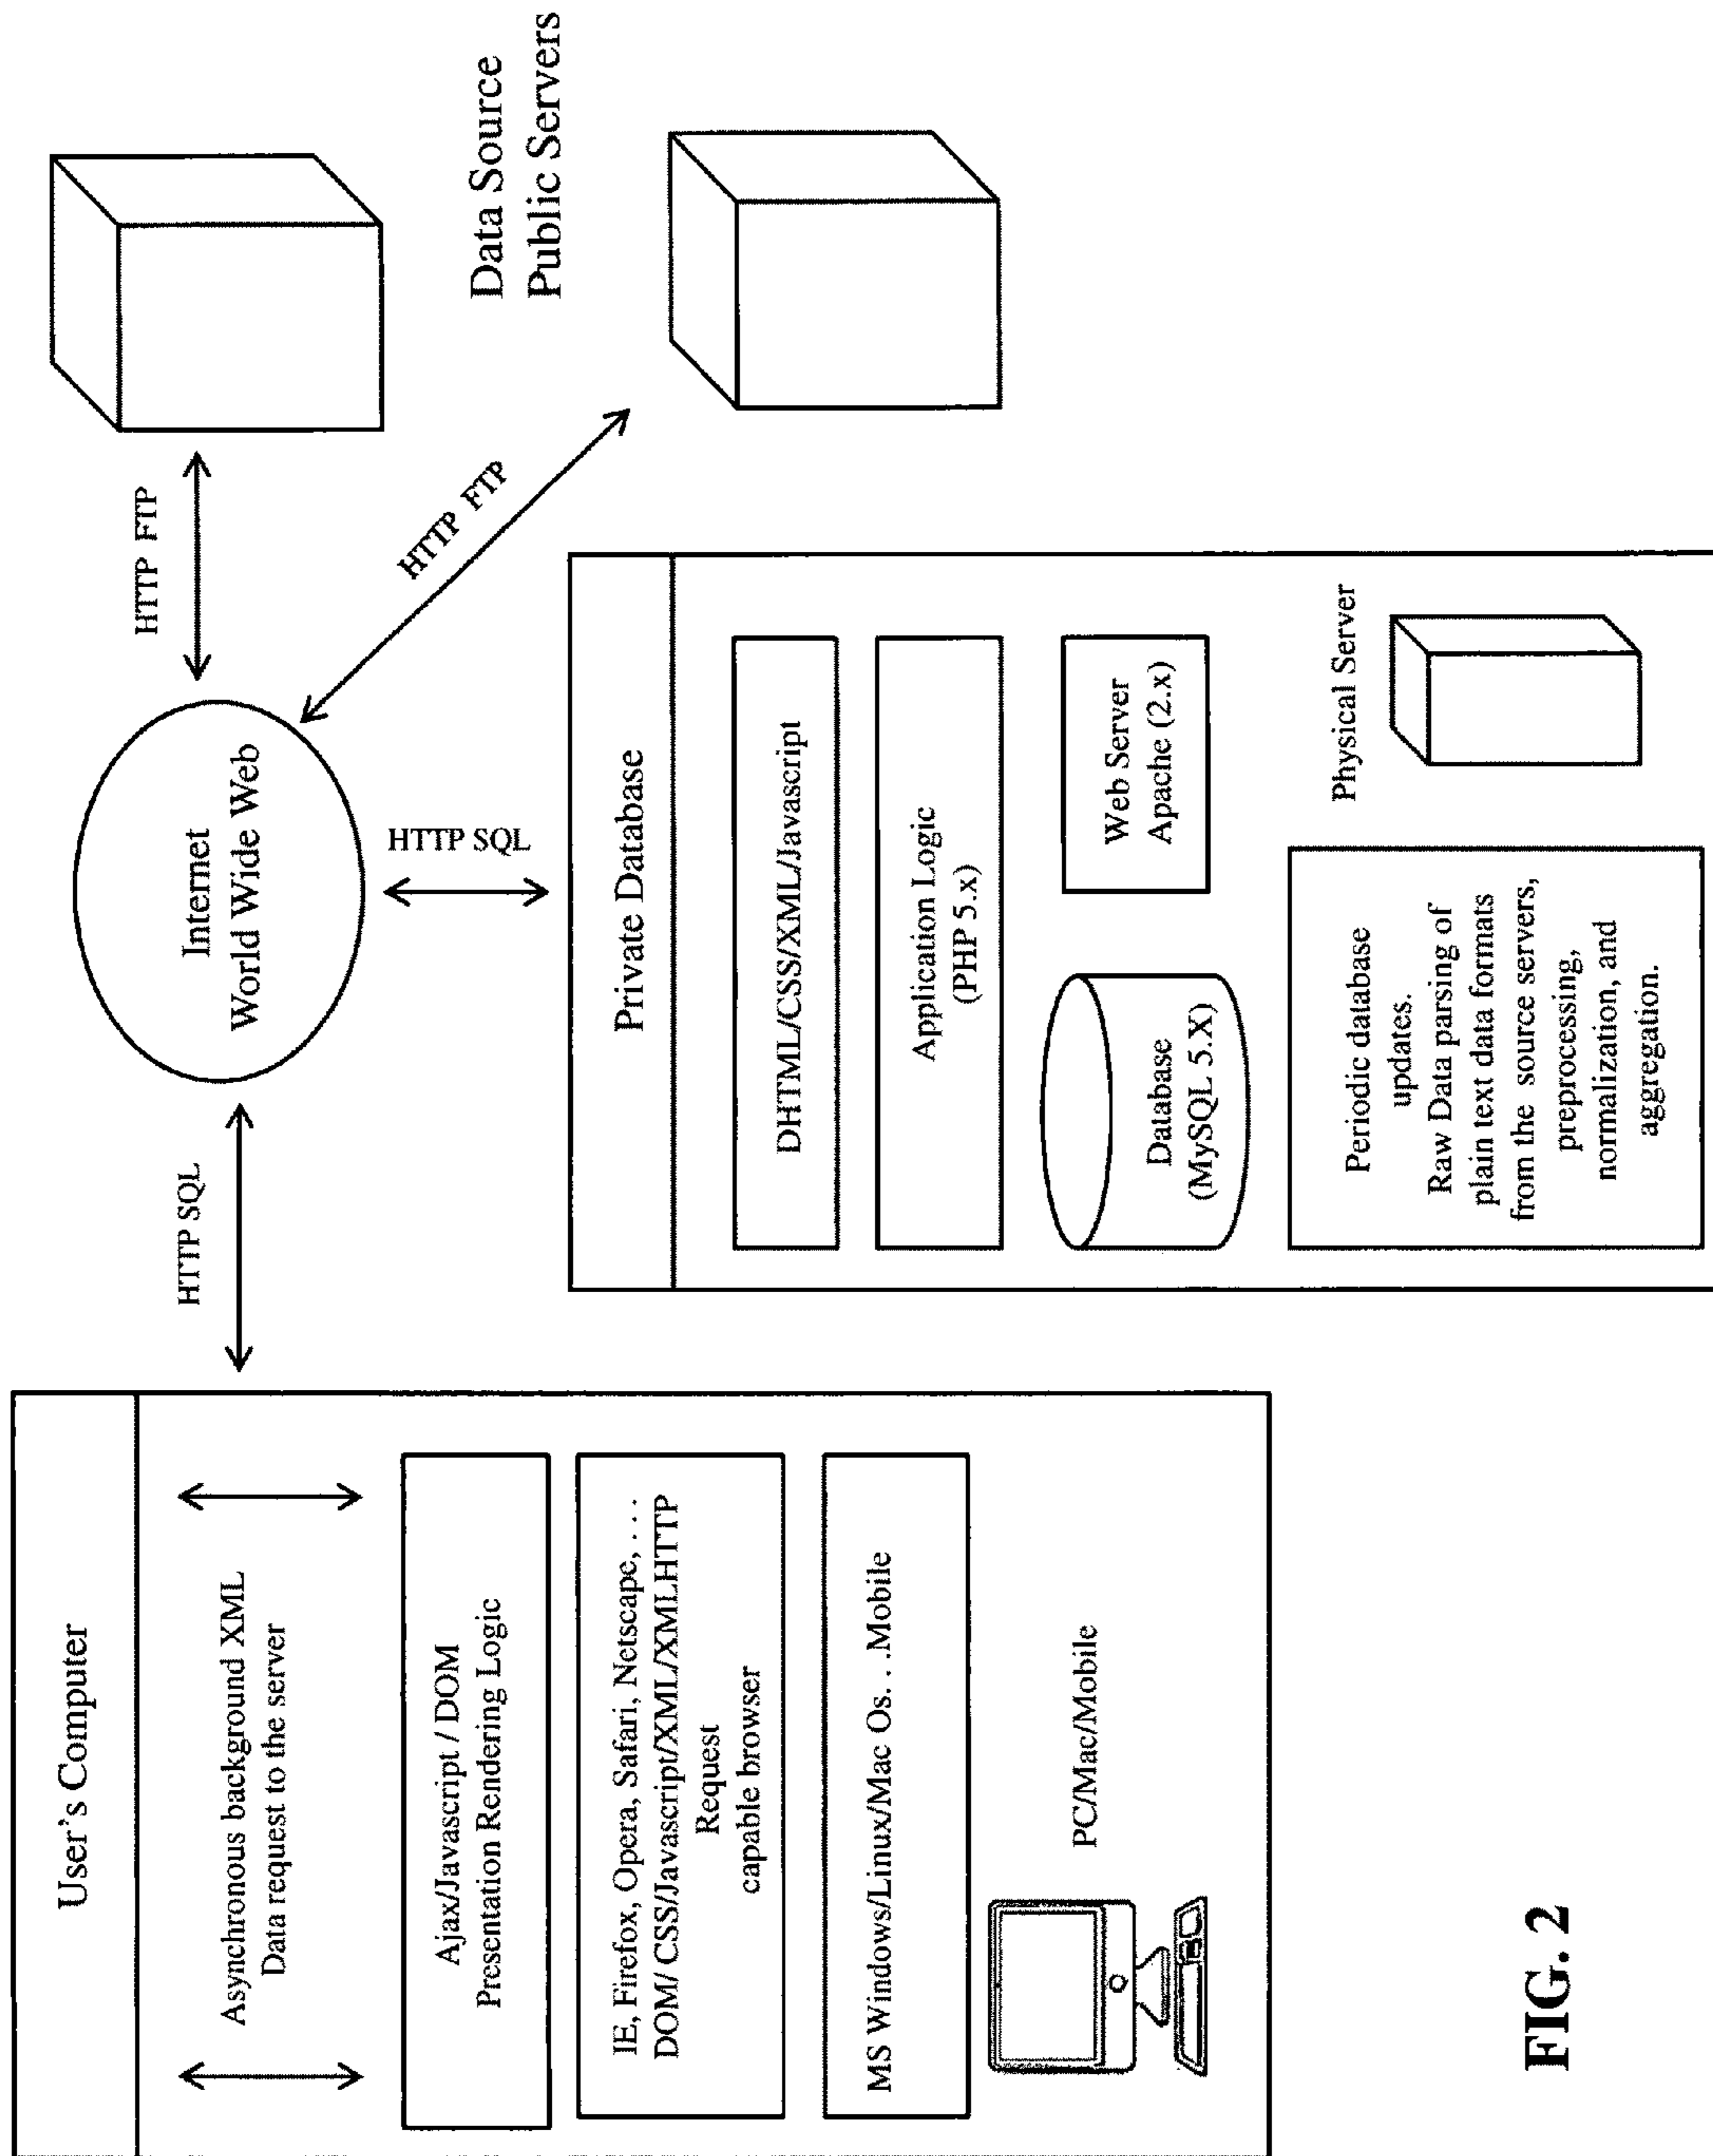 User's Computer
Asynchronous background XML
Data request to the server
Ajax/Javascript / DOM
Presentation Rendering Logic
IE, Firefox, Opera, Safari, Netscape, . . .
DOM/ CSS/Javascript/XML/XMLHTTP
Request
capable browser
MS Windows/Linux/Mac Os. . .Mobile
PC/Mac/Mobile
HTTP SQL
Internet
World Wide Web
HTTP FTP
HTTP FTP
Data Source
Public Servers
HTTP SQL
Private Database
DHTML/CSS/XML/Javascript
Application Logic
(PHP 5.x)
Database
(MySQL 5.X)
Web Server
Apache (2.x)
Periodic database
updates.
Raw Data parsing of
plain text data formats
from the source servers,
preprocessing,
normalization, and
aggregation.
Physical Server
FIG. 2